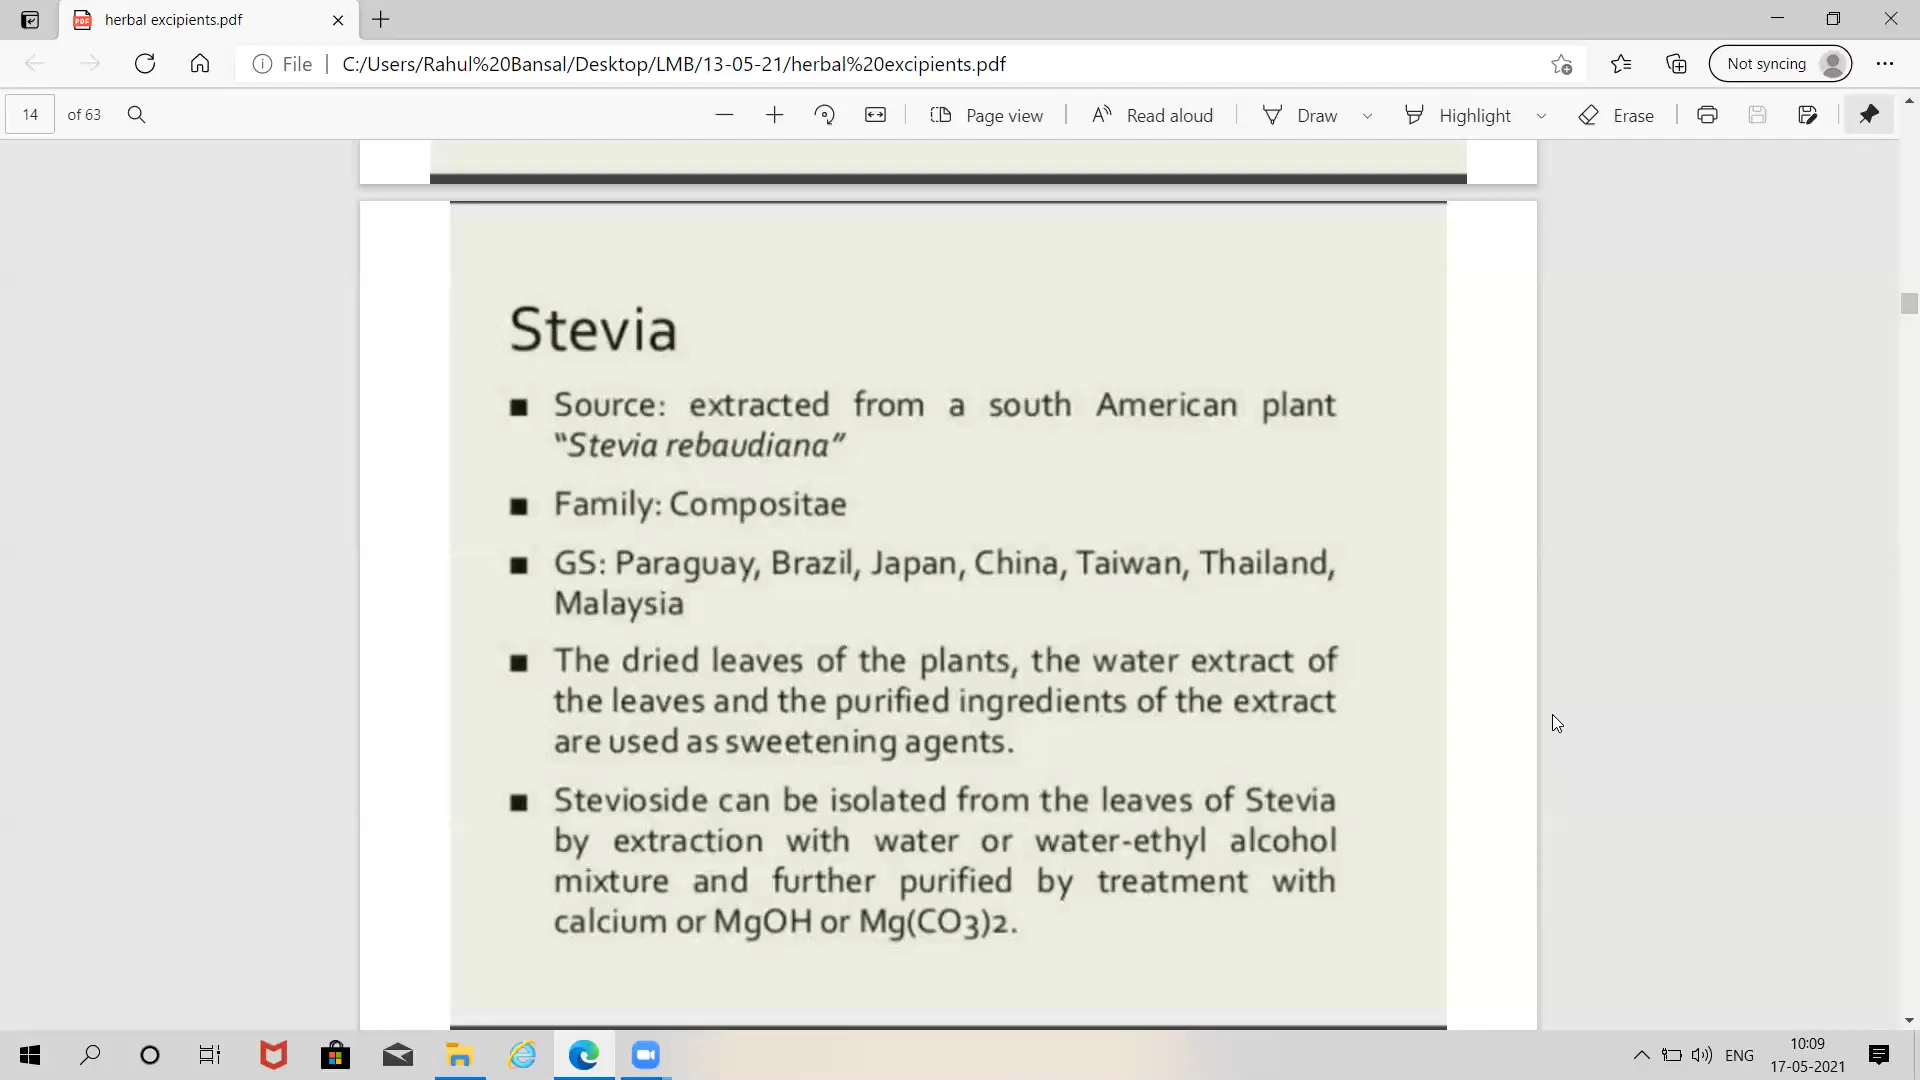 herbal excipients.pdf
File
C:/Users/Rahul%20Bansal/Desktop/LMB/13-05-21/herbal%20excipients.pdf
Not syncing
14 of 63
Page view
Read aloud
Draw
Highlight
Erase
Stevia
■ Source: extracted from a south American plant
“Stevia rebaudiana”
■ Family: Compositae
■ GS: Paraguay, Brazil, Japan, China, Taiwan, Thailand,
Malaysia
■ The dried leaves of the plants, the water extract of
the leaves and the purified ingredients of the extract
are used as sweetening agents.
■ Stevioside can be isolated from the leaves of Stevia
by extraction with water or water-ethyl alcohol
mixture and further purified by treatment with
calcium or MgOH or Mg(CO3)2.
ENG
10:09
17-05-2021